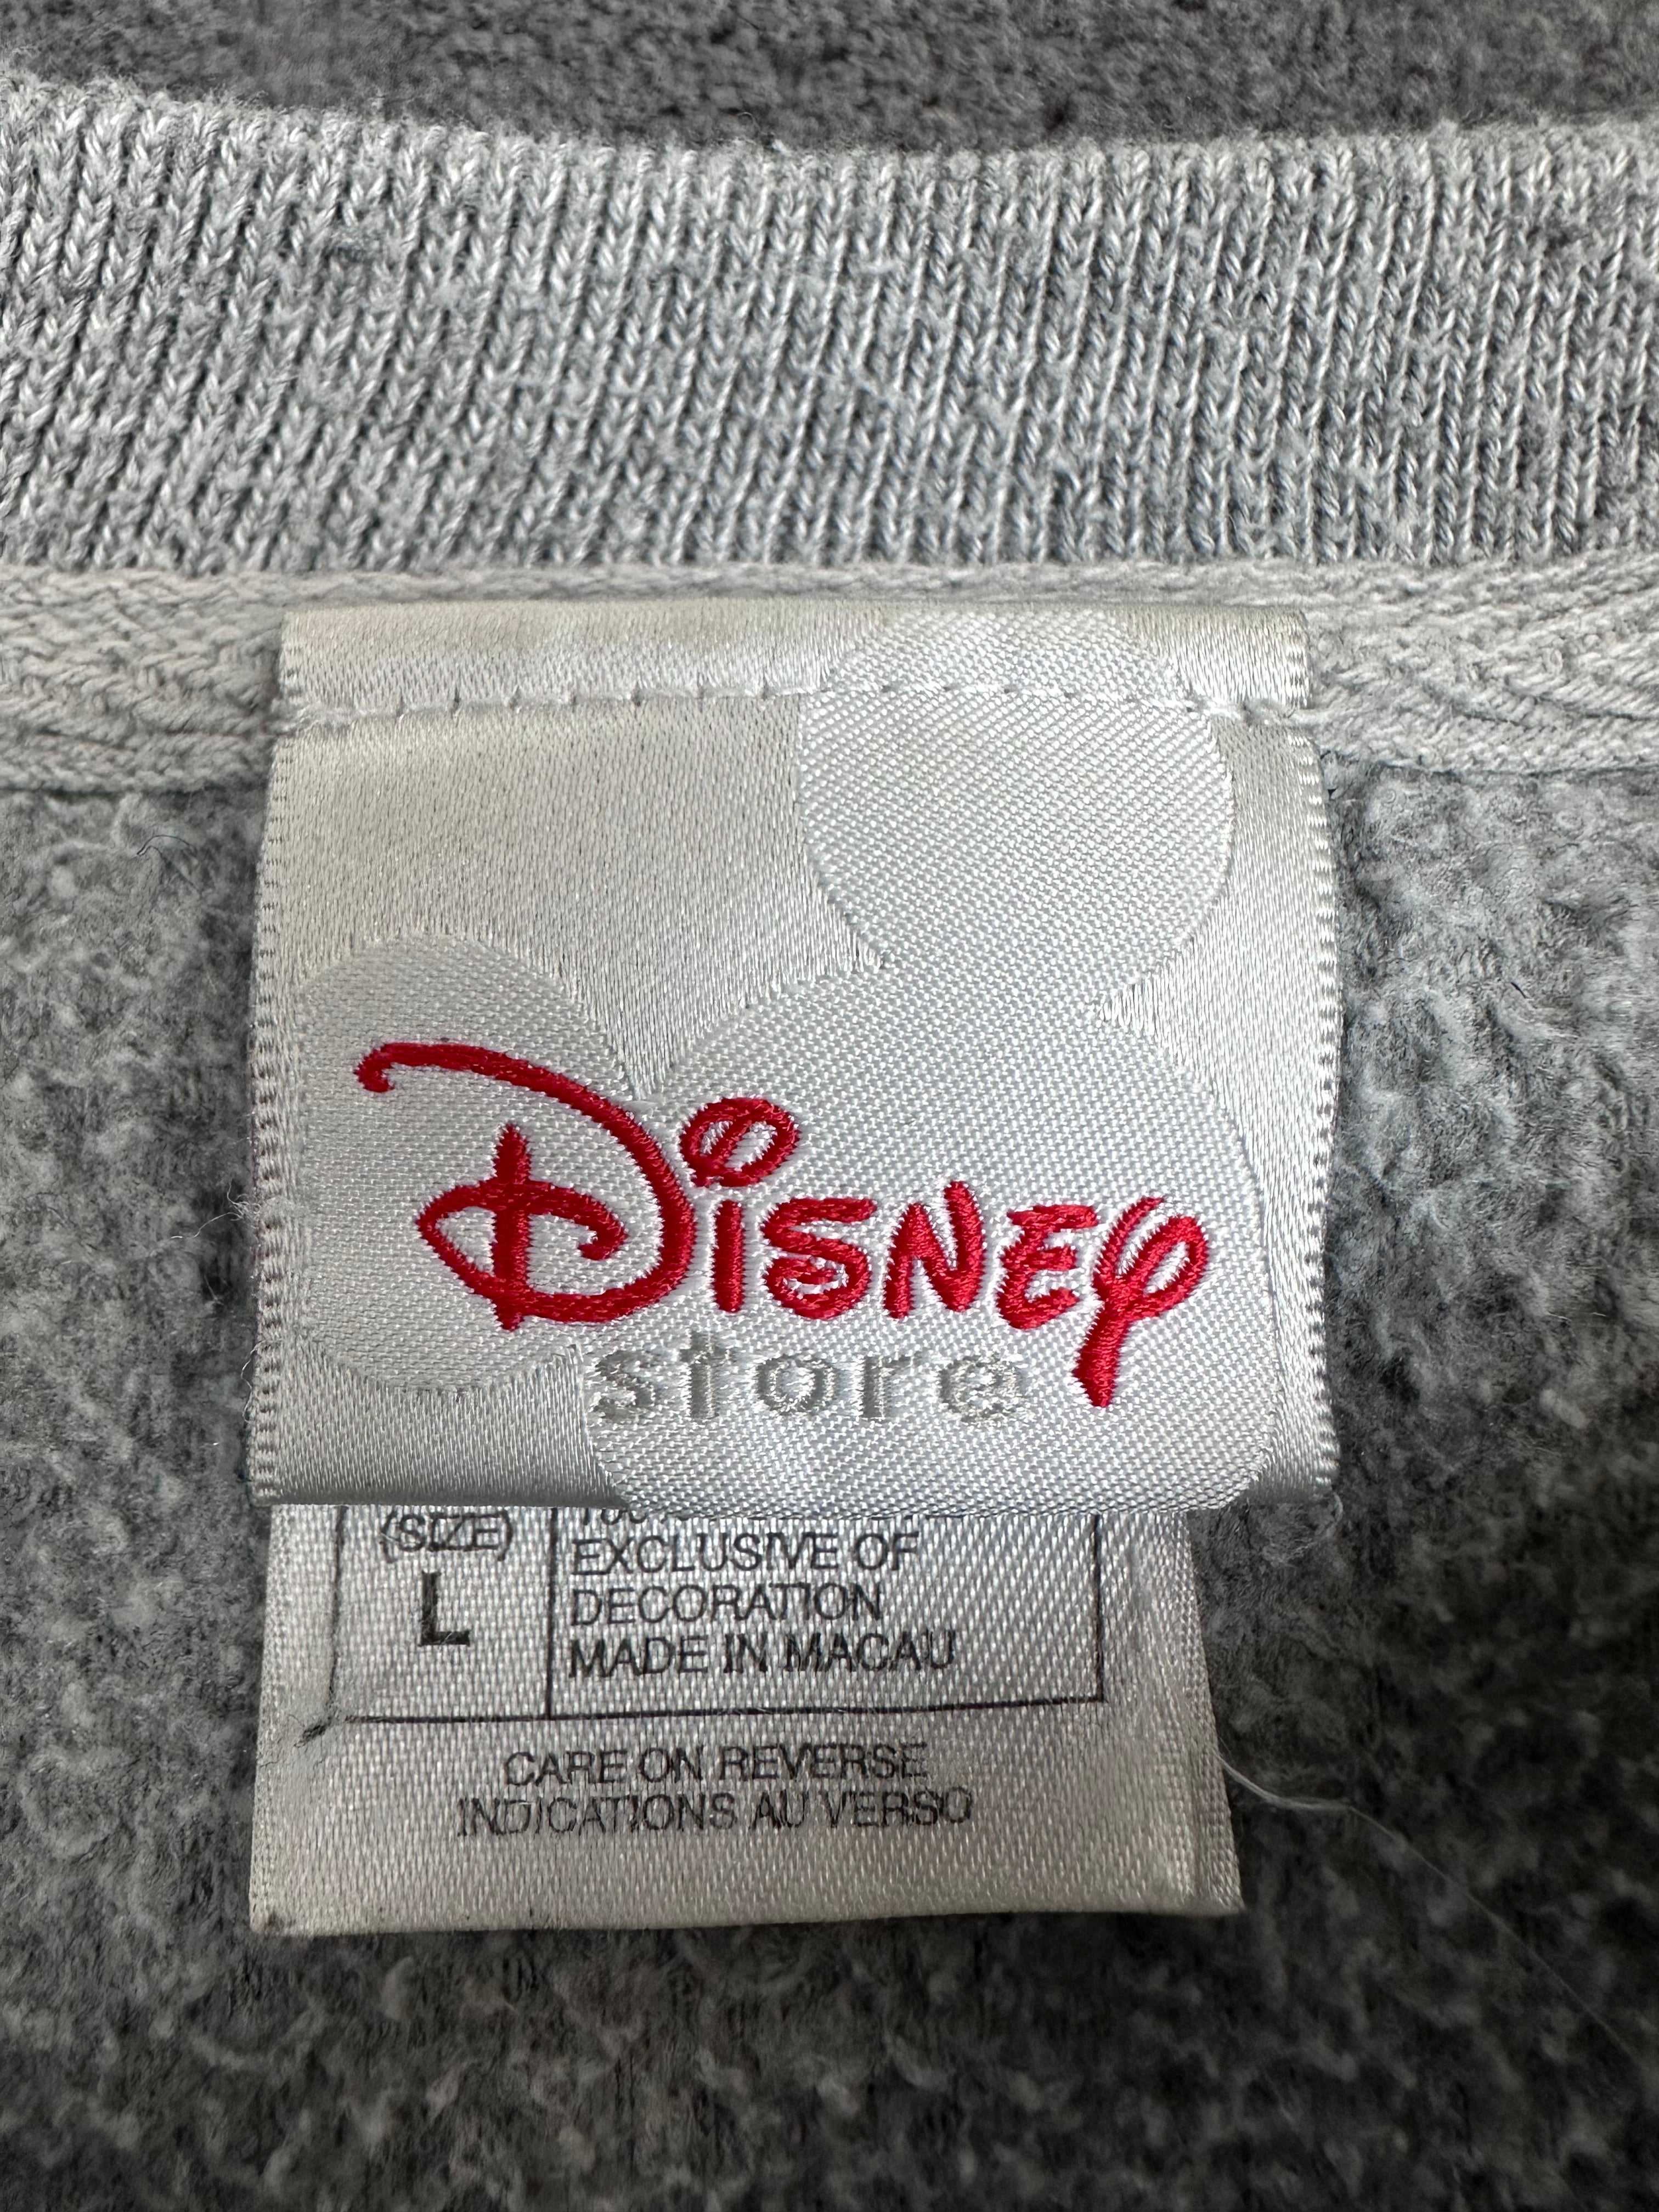 Disney
store
(SIZE)
L
EXCLUSIVE OF
DECORATION
MADE IN MACAU
CARE ON REVERSE
INDICATIONS AU VERSO